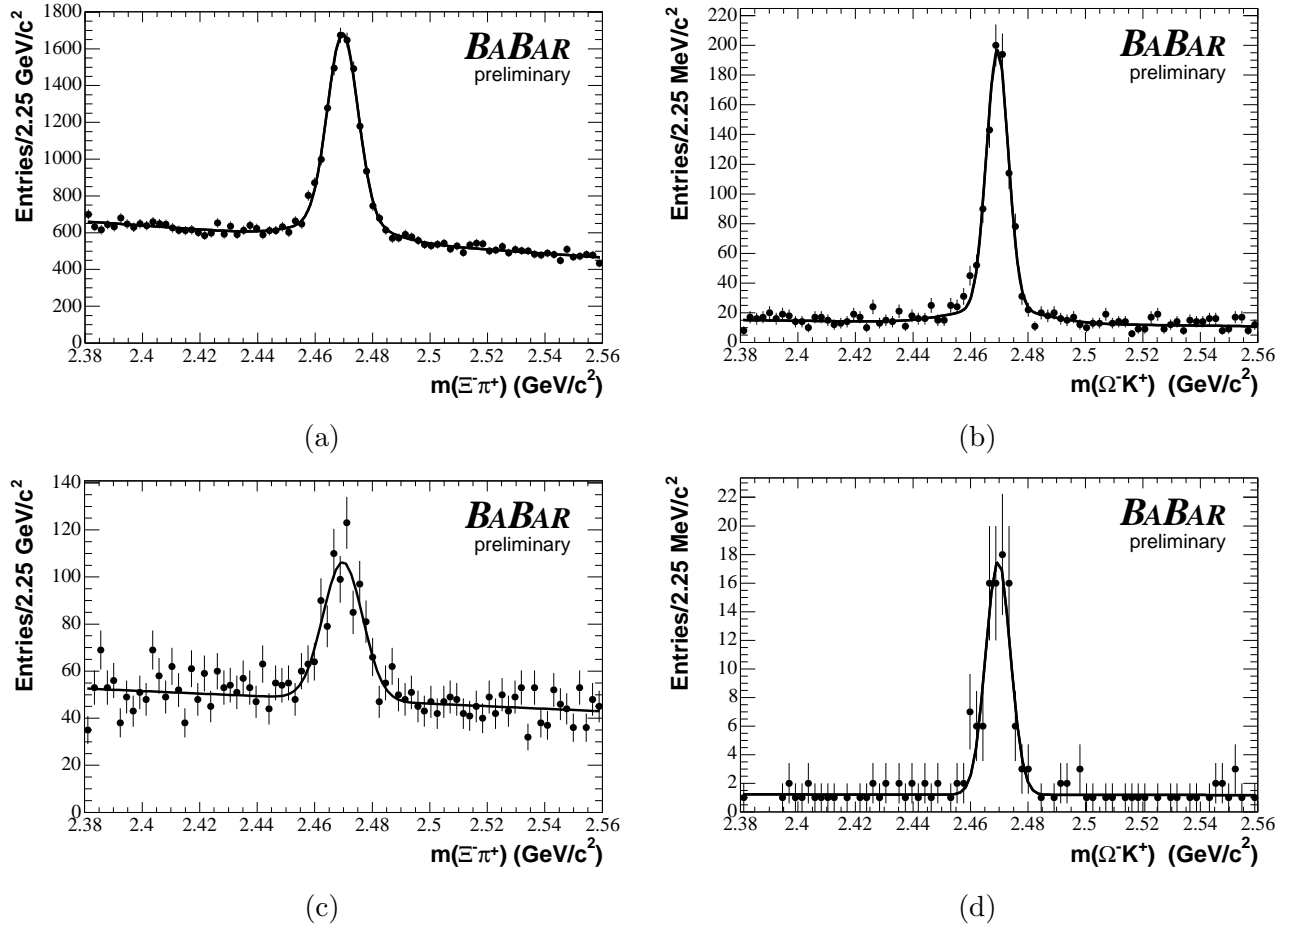 Entries/2.25 GeV/c²
1800
1600
1400
1200
1000
800
600
400
200
0
BABAR
preliminary
2.38 2.4 2.42 2.44 2.46 2.48 2.5 2.52 2.54 2.56
m(Ξ⁻π⁺) (GeV/c²)
(a)
Entries/2.25 MeV/c²
220
200
180
160
140
120
100
80
60
40
20
0
BABAR
preliminary
2.38 2.4 2.42 2.44 2.46 2.48 2.5 2.52 2.54 2.56
m(Ω⁻K⁺) (GeV/c²)
(b)
Entries/2.25 GeV/c²
140
120
100
80
60
40
20
0
BABAR
preliminary
2.38 2.4 2.42 2.44 2.46 2.48 2.5 2.52 2.54 2.56
m(Ξ⁻π⁺) (GeV/c²)
(c)
Entries/2.25 MeV/c²
22
20
18
16
14
12
10
8
6
4
2
0
BABAR
preliminary
2.38 2.4 2.42 2.44 2.46 2.48 2.5 2.52 2.54 2.56
m(Ω⁻K⁺) (GeV/c²)
(d)